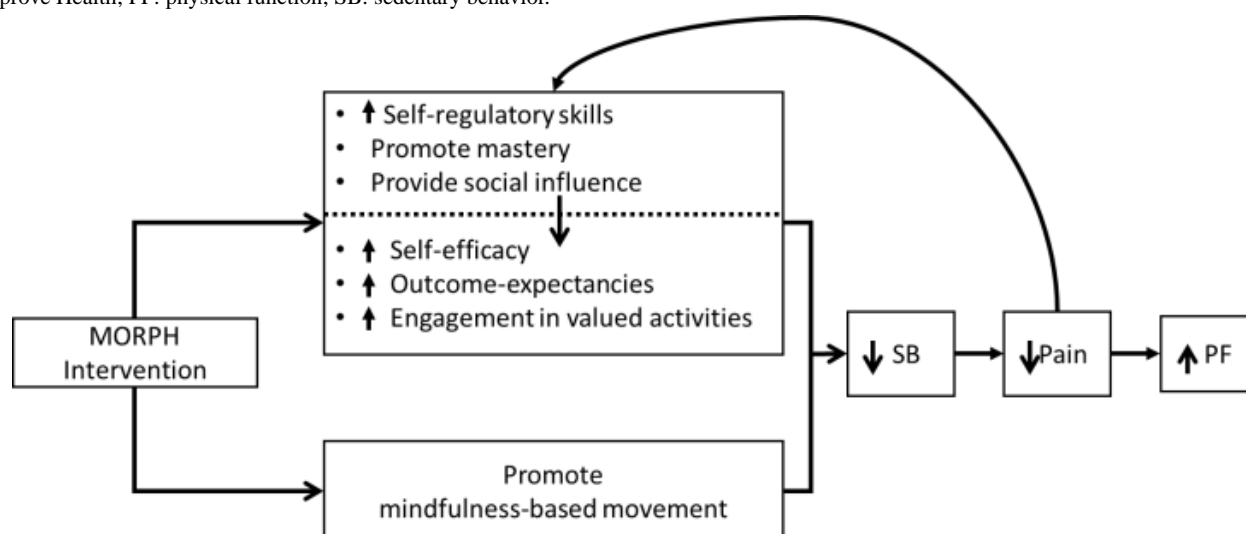 prove Health; PF: physical function; SB: sedentary behavior.
• ↑ Self-regulatory skills
• Promote mastery
• Provide social influence
• ↑ Self-efficacy
• ↑ Outcome-expectancies
• ↑ Engagement in valued activities
MORPH
Intervention
↓ SB
↓Pain
↑ PF
Promote
mindfulness-based movement